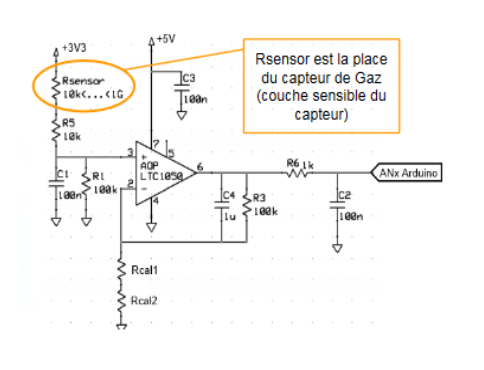 +5V
+3V3
Rsensor est la place
du capteur de Gaz
(couche sensible du
capteur)
Rsensor
10k<...<1G
C3
100n
R5
10k
7
5
3
+
AOP
LTC1050
6
R6 1k
ANx Arduino
C1
100n
R1
100k
2
-
4
C4
1u
R3
100k
C2
100n
Rcal1
Rcal2